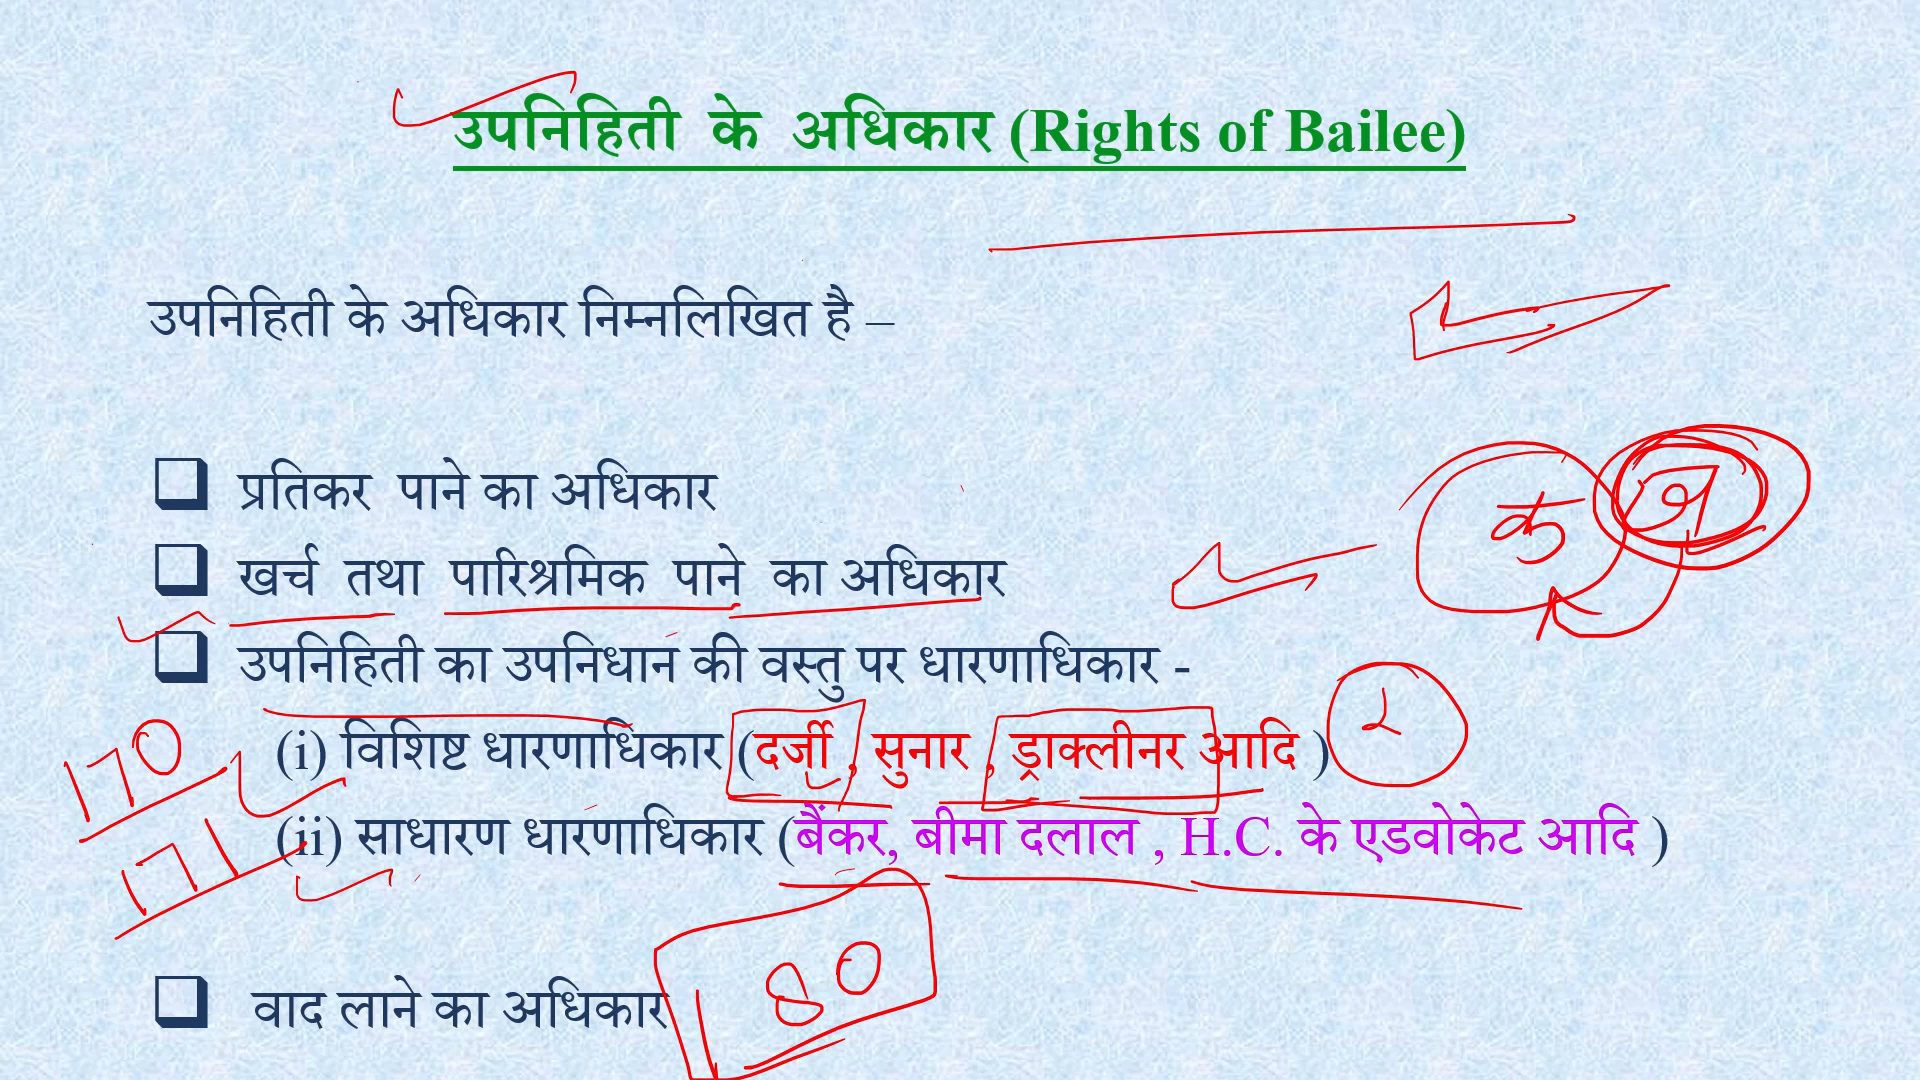 उपनिहिती के अधिकार (Rights of Bailee)
उपनिहिती के अधिकार निम्नलिखित है –
प्रतिकर पाने का अधिकार
क ख
खर्च तथा पारिश्रमिक पाने का अधिकार
उपनिहिती का उपनिधान की वस्तु पर धारणाधिकार -
170 (i) विशिष्ट धारणाधिकार (दर्जी , सुनार , ड्राक्लीनर आदि )
171 (ii) साधारण धारणाधिकार (बैंकर, बीमा दलाल , H.C. के एडवोकेट आदि )
वाद लाने का अधिकार 180